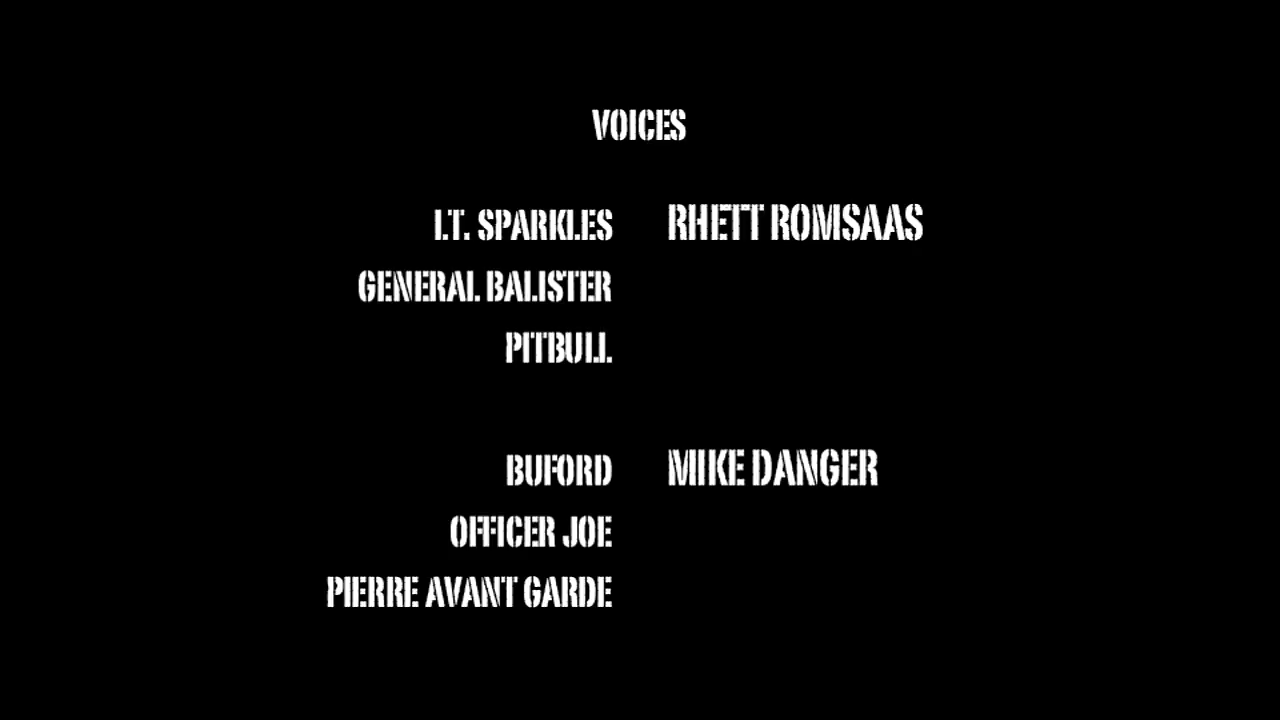 VOICES
LT. SPARKLES RHETT ROMSAAS
GENERAL BALISTER
PITBULL
BUFORD MIKE DANGER
OFFICER JOE
PIERRE AVANT GARDE